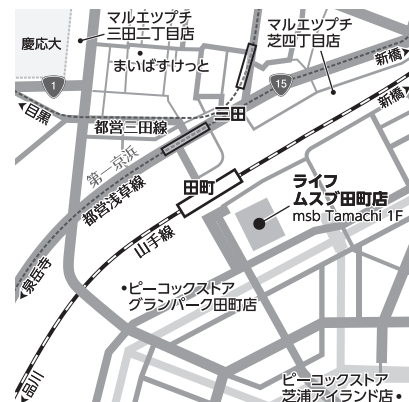 慶応大
マルエツプチ
三田二丁目店
まいばすけっと
マルエツプチ
芝四丁目店
新橋▶
1
15
◀目黒
都営三田線
三田
新橋▶
第一京浜
都営浅草線
田町
山手線
ライフ
ムスブ田町店
msb Tamachi 1F
◀泉岳寺
ピーコックストア
グランパーク田町店
◀品川
ピーコックストア
芝浦アイランド店